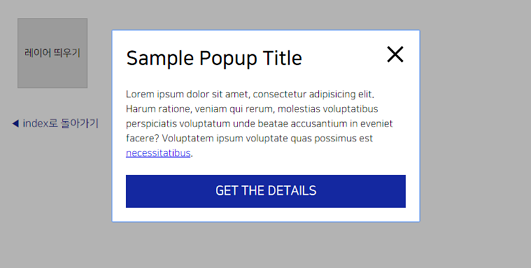 레이어 띄우기
◀ index로 돌아가기
Sample Popup Title
Lorem ipsum dolor sit amet, consectetur adipisicing elit.
Harum ratione, veniam qui rerum, molestias voluptatibus
perspiciatis voluptatum unde beatae accusantium in eveniet
facere? Voluptatem ipsum voluptate quas possimus est
necessitatibus.
GET THE DETAILS